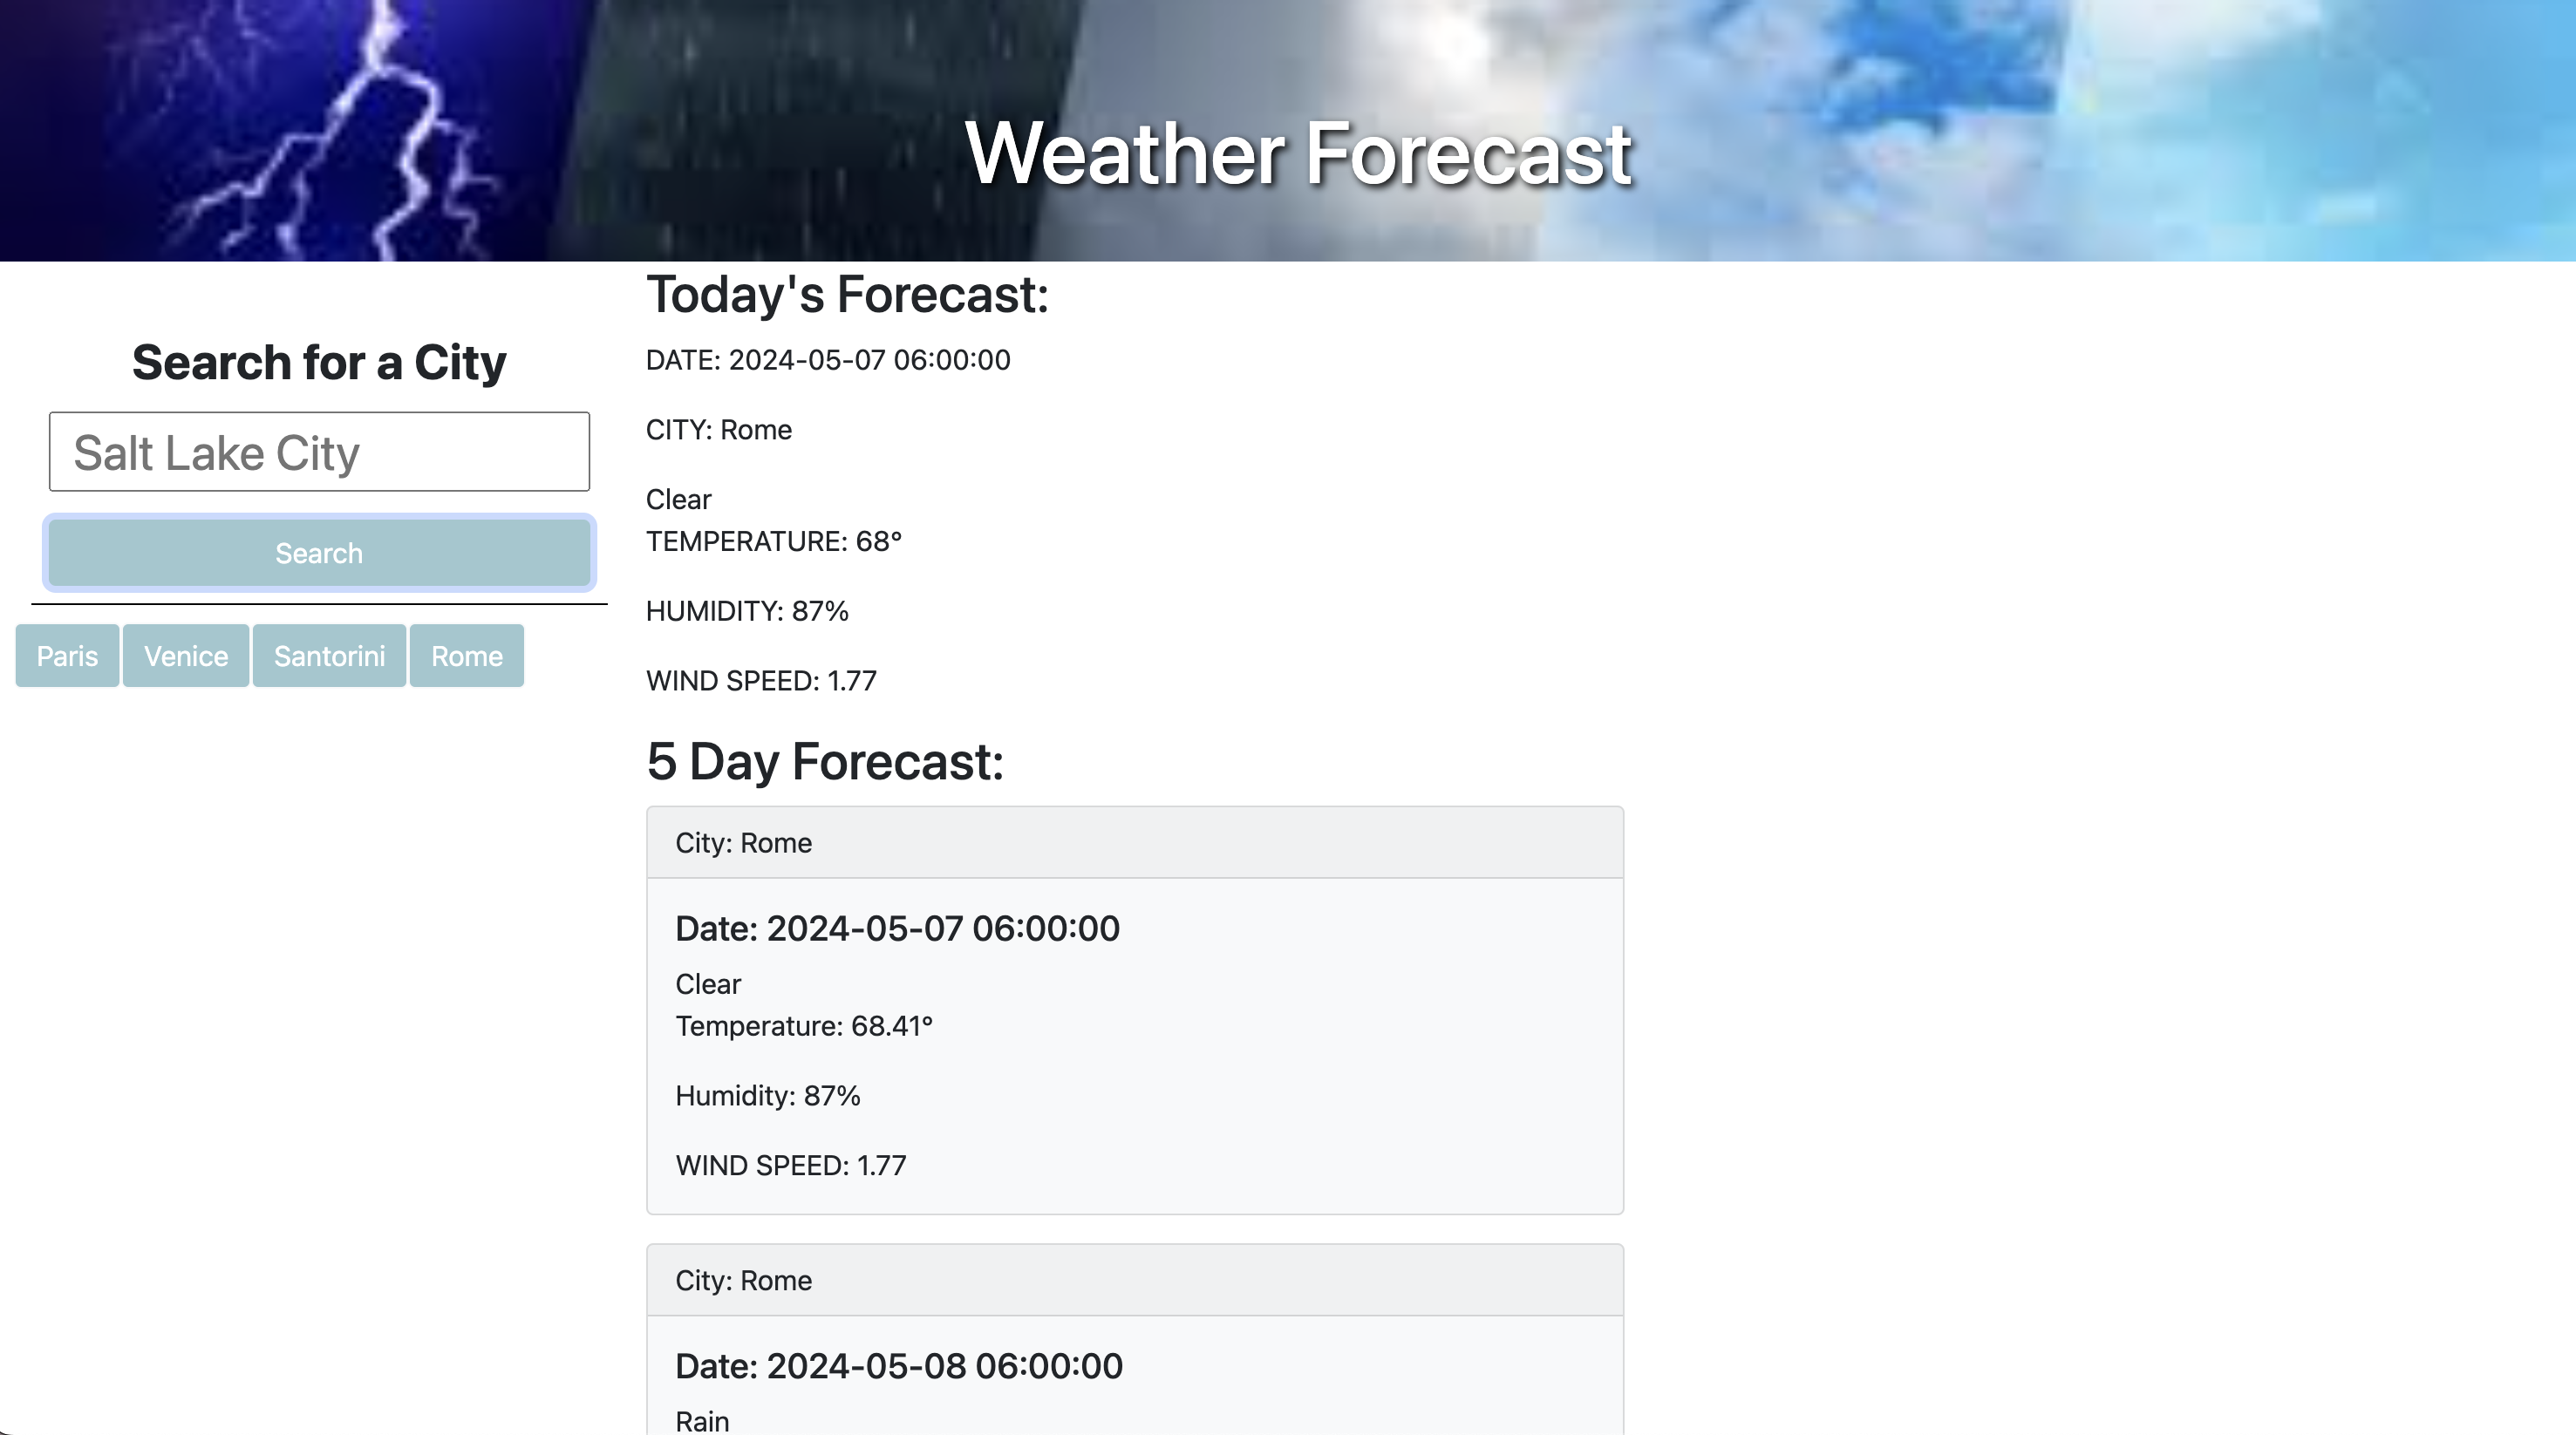 Weather Forecast
Search for a City
Salt Lake City
Search
Paris
Venice
Santorini
Rome
Today's Forecast:
DATE: 2024-05-07 06:00:00
CITY: Rome
Clear
TEMPERATURE: 68°
HUMIDITY: 87%
WIND SPEED: 1.77
5 Day Forecast:
City: Rome
Date: 2024-05-07 06:00:00
Clear
Temperature: 68.41°
Humidity: 87%
WIND SPEED: 1.77
City: Rome
Date: 2024-05-08 06:00:00
Rain